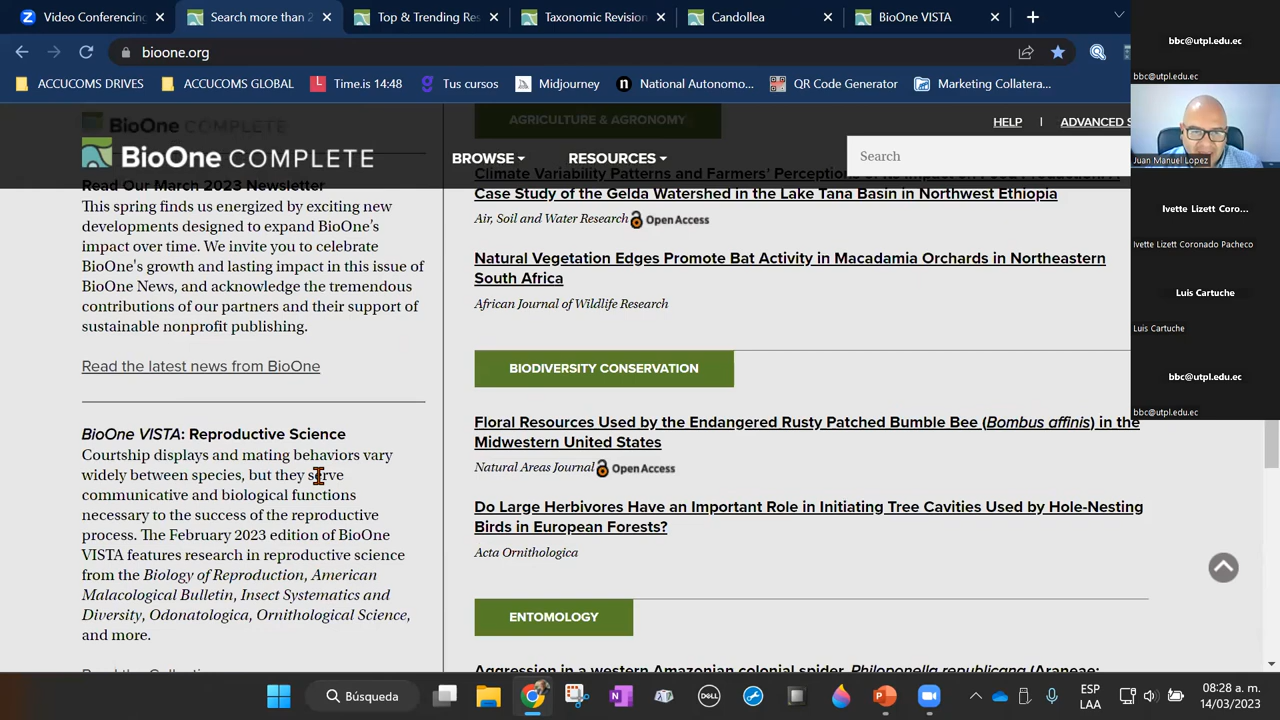 Video Conferencing
Search more than 2
Top & Trending Res
Taxonomic Revision
Candollea
BioOne VISTA
bioone.org
ACCUCOMS DRIVES
ACCUCOMS GLOBAL
Time.is 14:48
Tus cursos
Midjourney
National Autonomo...
QR Code Generator
Marketing Collatera...
BioOne COMPLETE
AGRICULTURE & AGRONOMY
HELP | ADVANCED S
BioOne COMPLETE
BROWSE
RESOURCES
Search
Read Our March 2023 Newsletter
This spring finds us energized by exciting new
developments designed to expand BioOne's
impact over time. We invite you to celebrate
BioOne's growth and lasting impact in this issue of
BioOne News, and acknowledge the tremendous
contributions of our partners and their support of
sustainable nonprofit publishing.
Read the latest news from BioOne
BioOne VISTA: Reproductive Science
Courtship displays and mating behaviors vary
widely between species, but they serve
communicative and biological functions
necessary to the success of the reproductive
process. The February 2023 edition of BioOne
VISTA features research in reproductive science
from the Biology of Reproduction, American
Malacological Bulletin, Insect Systematics and
Diversity, Odonatologica, Ornithological Science,
and more.
Climate Variability Patterns and Farmers' Perceptions
Case Study of the Gelda Watershed in the Lake Tana Basin in Northwest Ethiopia
Air, Soil and Water Research Open Access
Natural Vegetation Edges Promote Bat Activity in Macadamia Orchards in Northeastern
South Africa
African Journal of Wildlife Research
BIODIVERSITY CONSERVATION
Floral Resources Used by the Endangered Rusty Patched Bumble Bee (Bombus affinis) in the
Midwestern United States
Natural Areas Journal Open Access
Do Large Herbivores Have an Important Role in Initiating Tree Cavities Used by Hole-Nesting
Birds in European Forests?
Acta Ornithologica
ENTOMOLOGY
Aggression in a western Amazonian colonial spider, Philoponella republicana (Araneae:
bbc@utpl.edu.ec
bbc@utpl.edu.ec
Juan Manuel Lopez
Ivette Lizett Coro...
Ivette Lizett Coronado Pacheco
Luis Cartuche
Luis Cartuche
bbc@utpl.edu.ec
bbc@utpl.edu.ec
Búsqueda
DELL
ESP
LAA
08:28 a. m.
14/03/2023